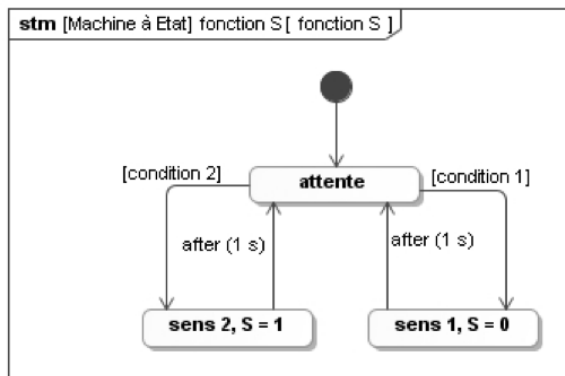 stm [Machine à Etat] fonction S [ fonction S ]
attente
[condition 2]
[condition 1]
after (1 s)
after (1 s)
sens 2, S = 1
sens 1, S = 0